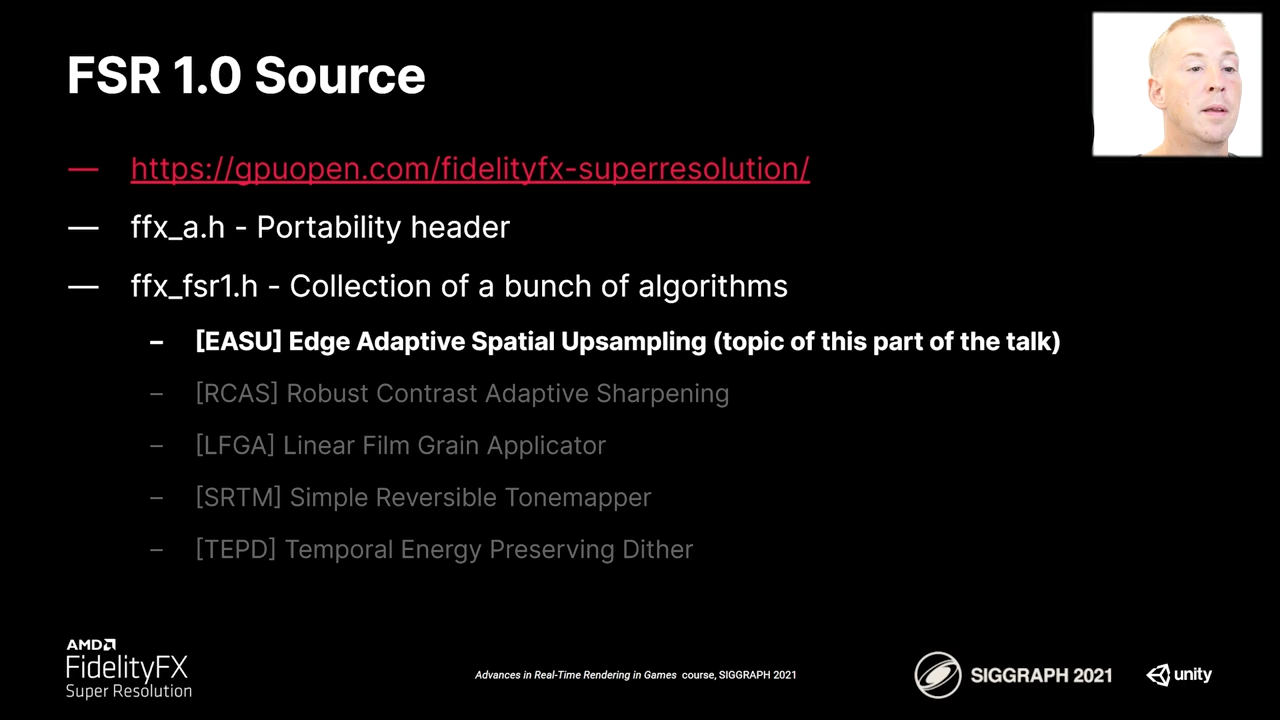 FSR 1.0 Source
— https://gpuopen.com/fidelityfx-superresolution/
— ffx_a.h - Portability header
— ffx_fsr1.h - Collection of a bunch of algorithms
– [EASU] Edge Adaptive Spatial Upsampling (topic of this part of the talk)
– [RCAS] Robust Contrast Adaptive Sharpening
– [LFGA] Linear Film Grain Applicator
– [SRTM] Simple Reversible Tonemapper
– [TEPD] Temporal Energy Preserving Dither
AMD
FidelityFX
Super Resolution
Advances in Real-Time Rendering in Games course, SIGGRAPH 2021
SIGGRAPH 2021
unity